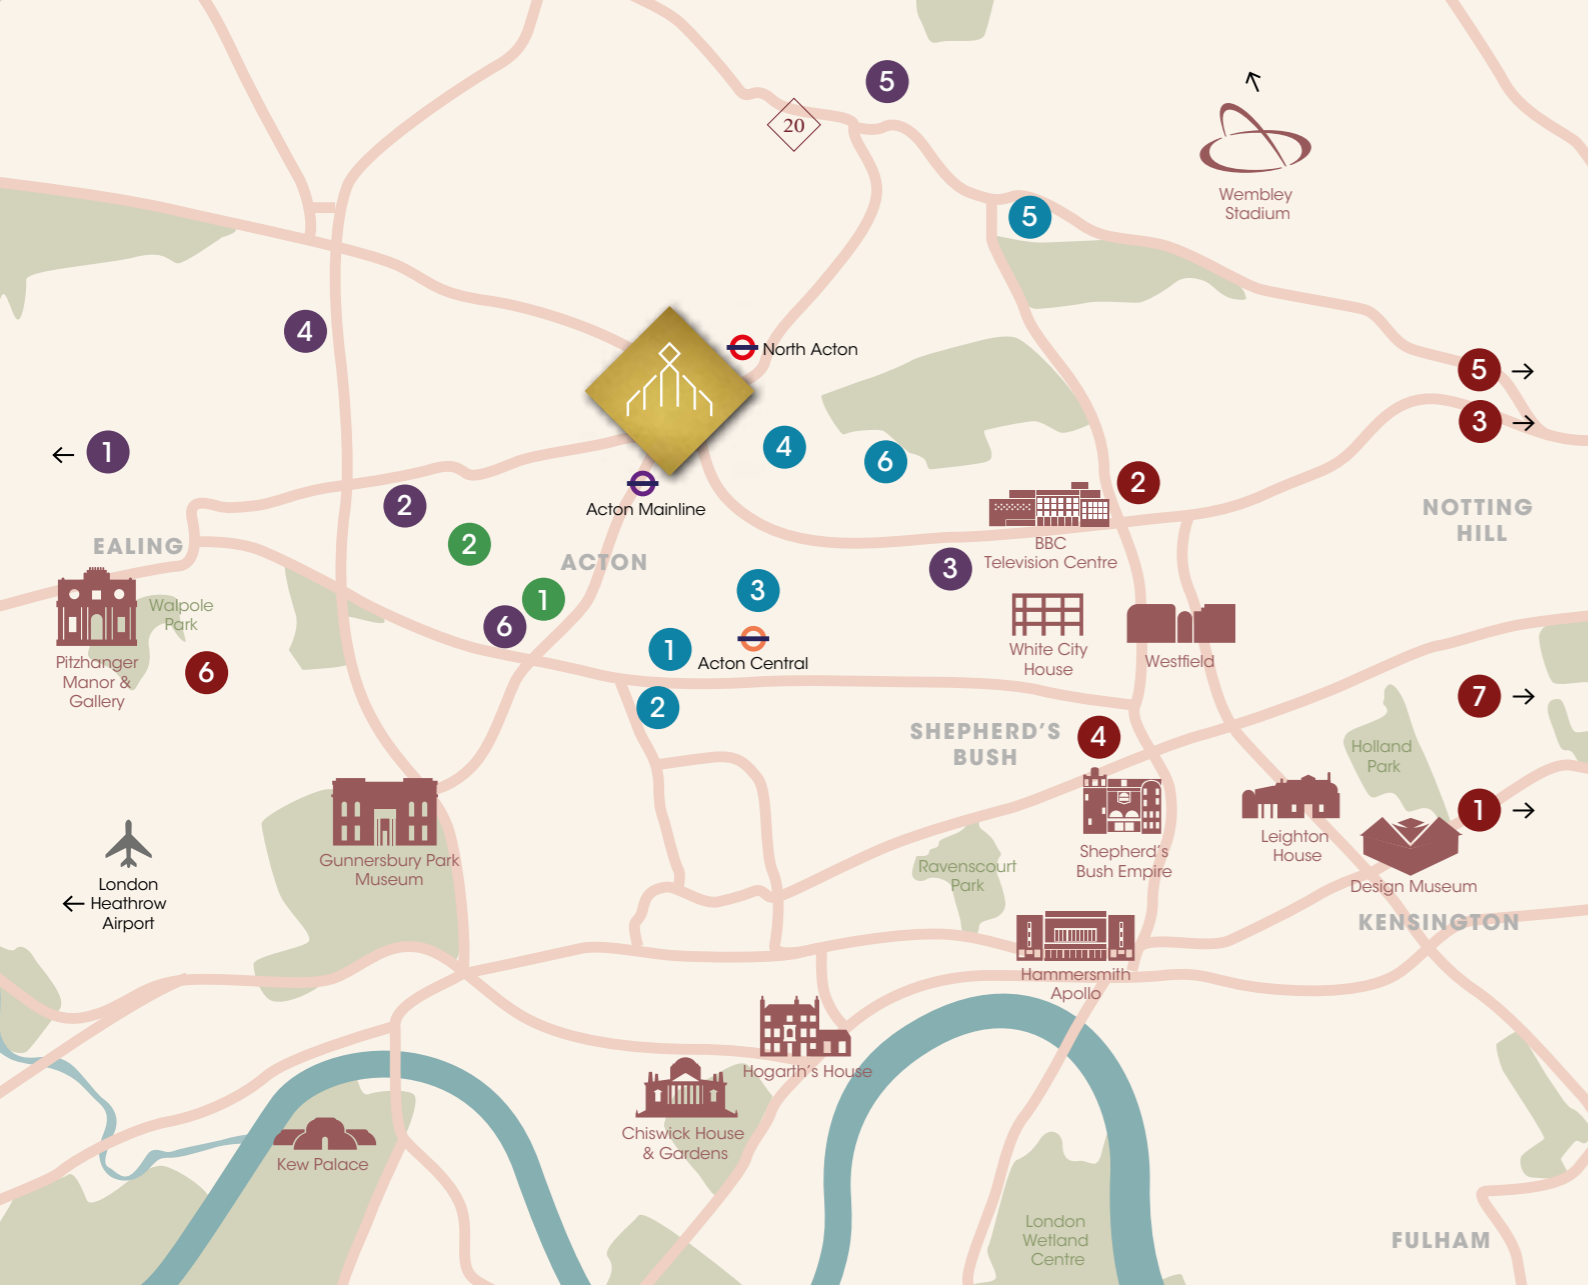 5
20
Wembley
Stadium
5
4
North Acton
5
3
1
4
6
2
2
Acton Mainline
NOTTING
HILL
EALING
2
ACTON
BBC
Television Centre
3
3
1
6
Walpole
Park
1
Acton Central
White City
House
Westfield
Pitzhanger
Manor &
Gallery
6
2
7
SHEPHERD'S
BUSH
4
Holland
Park
1
Gunnersbury Park
Museum
Leighton
House
Shepherd's
Bush Empire
Ravenscourt
Park
Design Museum
London
Heathrow
Airport
KENSINGTON
Hammersmith
Apollo
Hogarth's House
Chiswick House
& Gardens
Kew Palace
London
Wetland
Centre
FULHAM